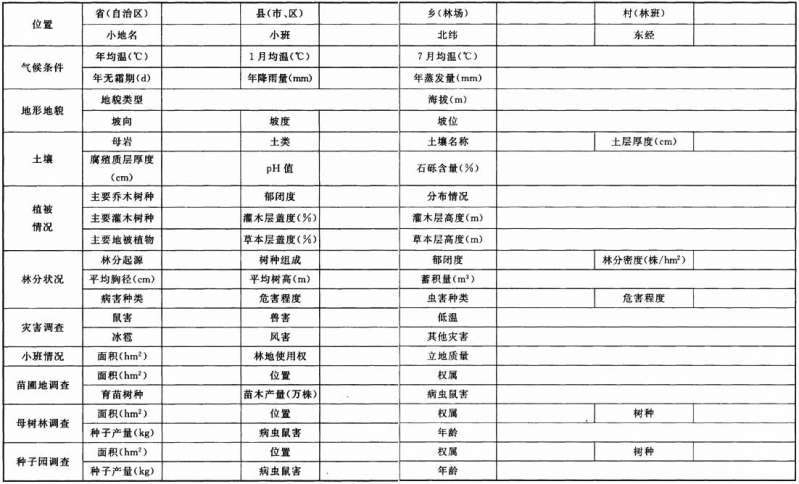 位置 省(自治区) 县(市、区) 乡(林场) 村(林班)
小地名 小班 北纬 东经
气候条件 年均温(℃) 1月均温(℃) 7月均温(℃)
年无霜期(d) 年降雨量(mm) 年蒸发量(mm)
地形地貌 地貌类型 海拔(m)
坡向 坡度 坡位
土壤 母岩 土类 土壤名称 土层厚度(cm)
腐殖质层厚度
(cm) pH值 石砾含量(%)
植被
情况 主要乔木树种 郁闭度 分布情况
主要灌木树种 灌木层盖度(%) 灌木层高度(m)
主要地被植物 草本层盖度(%) 草本层高度(m)
林分状况 林分起源 树种组成 郁闭度 林分密度(株/hm²)
平均胸径(cm) 平均树高(m) 蓄积量(m³)
病害种类 危害程度 虫害种类 危害程度
灾害调查 鼠害 兽害 低温
冰雹 风害 其他灾害
小班情况 面积(hm²) 林地使用权 立地质量
苗圃地调查 面积(hm²) 位置 权属
育苗树种 苗木产量(万株) 病虫鼠害
母树林调查 面积(hm²) 位置 权属 树种
种子产量(kg) 病虫鼠害 年龄
种子园调查 面积(hm²) 位置 权属 树种
种子产量(kg) 病虫鼠害 年龄